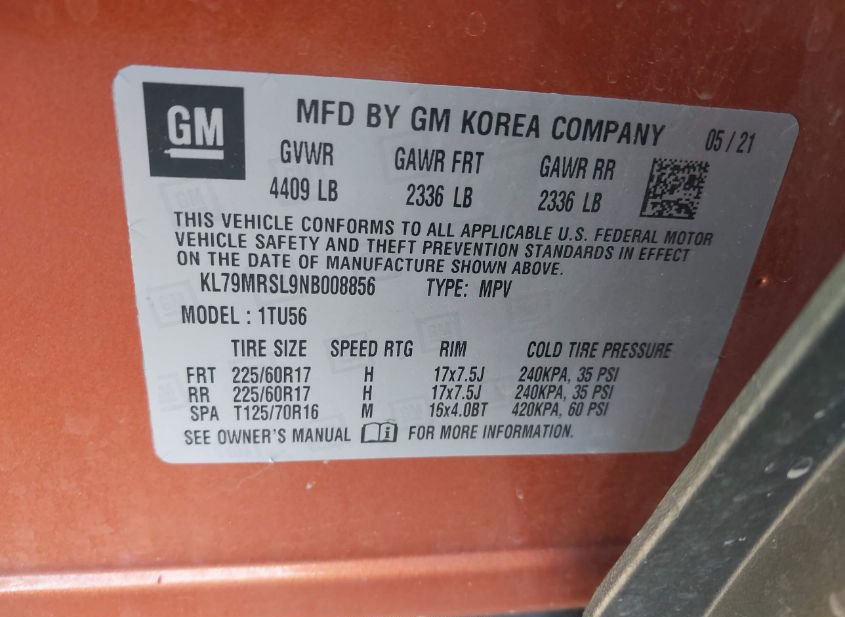 GM
MFD BY GM KOREA COMPANY 05 / 21
GVWR GAWR FRT GAWR RR
4409 LB 2336 LB 2336 LB
THIS VEHICLE CONFORMS TO ALL APPLICABLE U.S. FEDERAL MOTOR
VEHICLE SAFETY AND THEFT PREVENTION STANDARDS IN EFFECT
ON THE DATE OF MANUFACTURE SHOWN ABOVE.
KL79MRSL9NB008856 TYPE: MPV
MODEL : 1TU56
TIRE SIZE SPEED RTG RIM COLD TIRE PRESSURE
FRT 225/60R17 H 17x7.5J 240KPA, 35 PSI
RR 225/60R17 H 17x7.5J 240KPA, 35 PSI
SPA T125/70R16 M 16x4.0BT 420KPA, 60 PSI
SEE OWNER'S MANUAL FOR MORE INFORMATION.